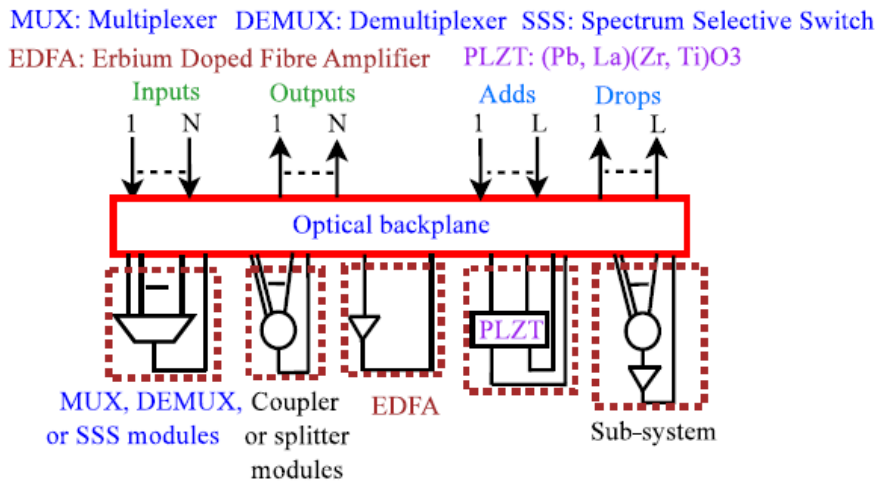 MUX: Multiplexer DEMUX: Demultiplexer SSS: Spectrum Selective Switch
EDFA: Erbium Doped Fibre Amplifier PLZT: (Pb, La)(Zr, Ti)O3
Inputs Outputs Adds Drops
1 N 1 N 1 L 1 L
Optical backplane
PLZT
MUX, DEMUX, Coupler EDFA
or SSS modules or splitter Sub-system
modules